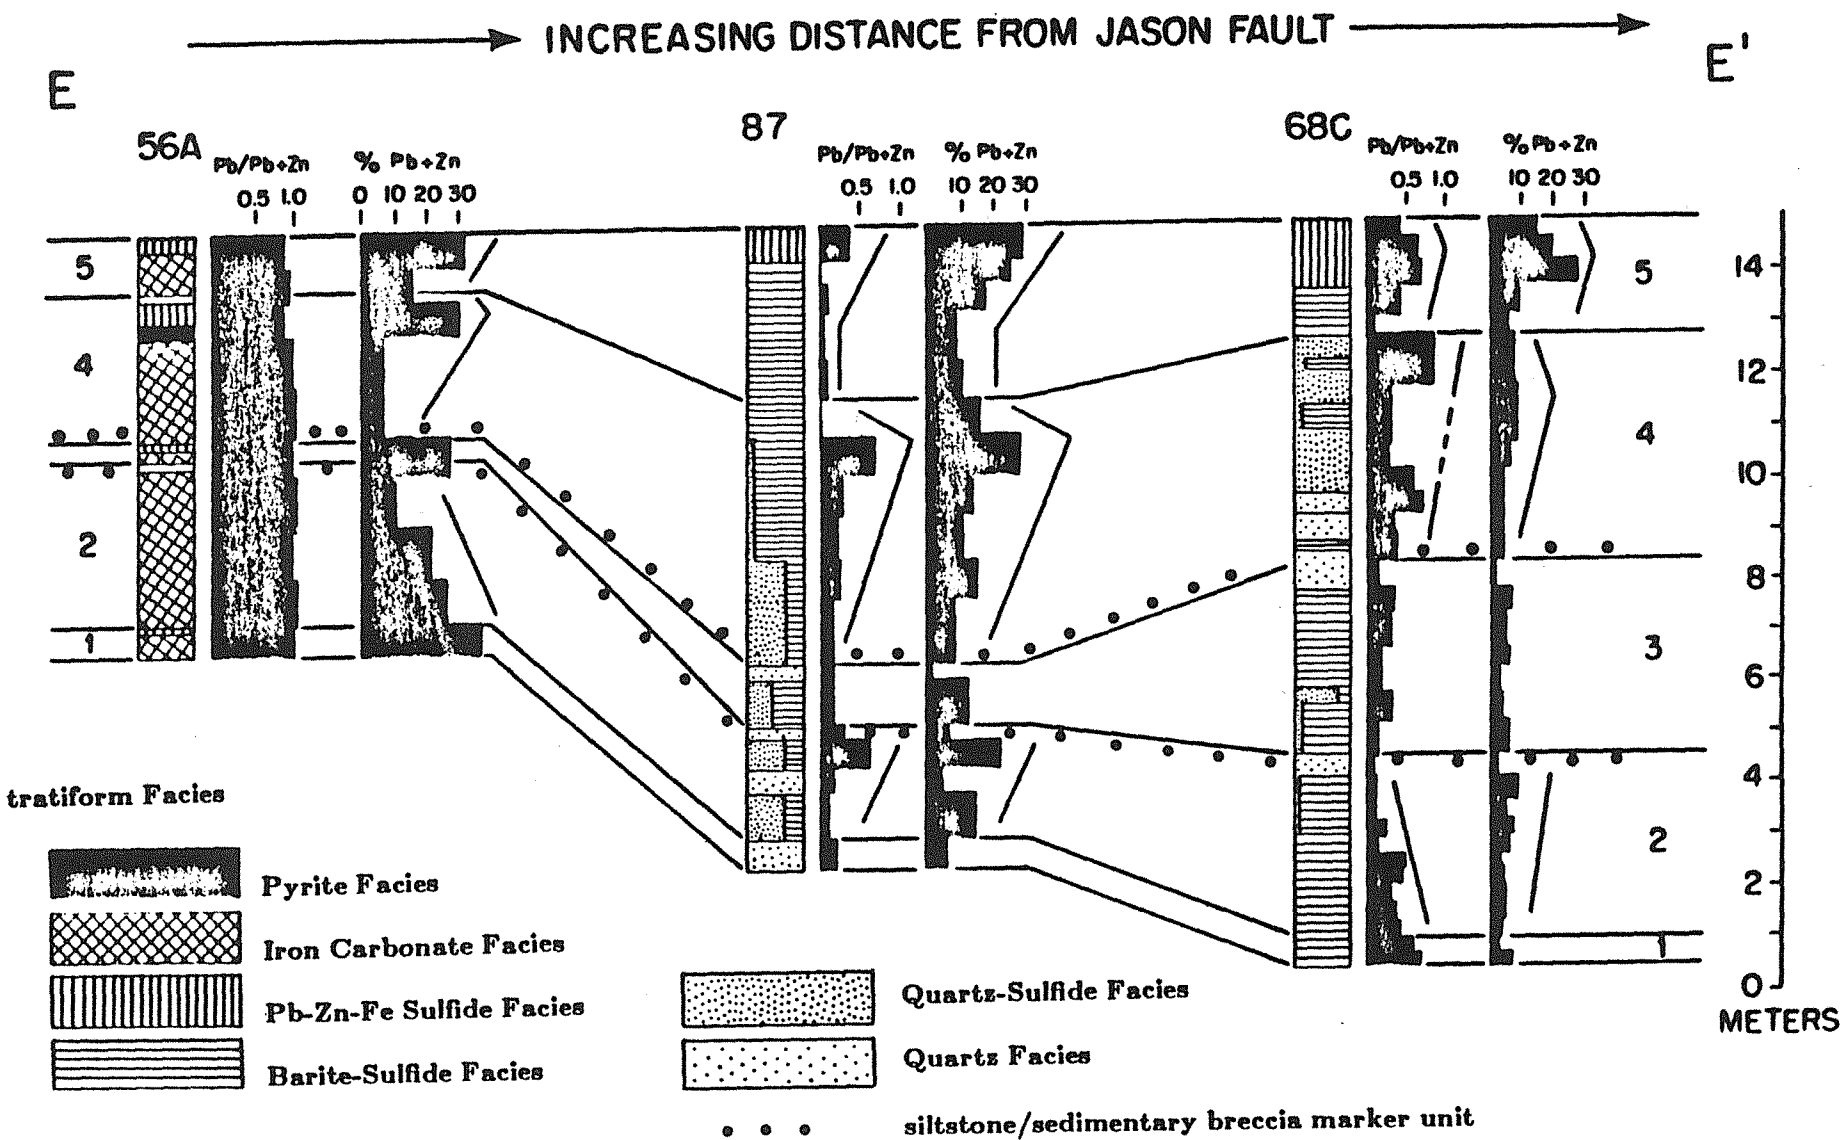 INCREASING DISTANCE FROM JASON FAULT
E
E'
56A
87
68C
Pb/Pb+Zn
% Pb+Zn
Pb/Pb+Zn
% Pb+Zn
Pb/Pb+Zn
% Pb+Zn
0.5 1.0
0 10 20 30
0.5 1.0
10 20 30
0.5 1.0
10 20 30
5
4
2
1
5
4
3
2
1
14
12
10
8
6
4
2
0
METERS
tratiform Facies
Pyrite Facies
Iron Carbonate Facies
Pb-Zn-Fe Sulfide Facies
Barite-Sulfide Facies
Quartz-Sulfide Facies
Quartz Facies
siltstone/sedimentary breccia marker unit